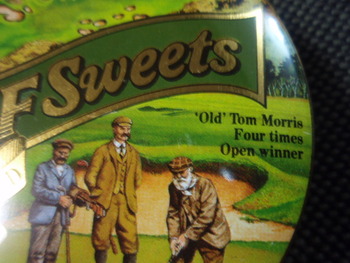 F Sweets
'Old' Tom Morris
Four times
Open winner